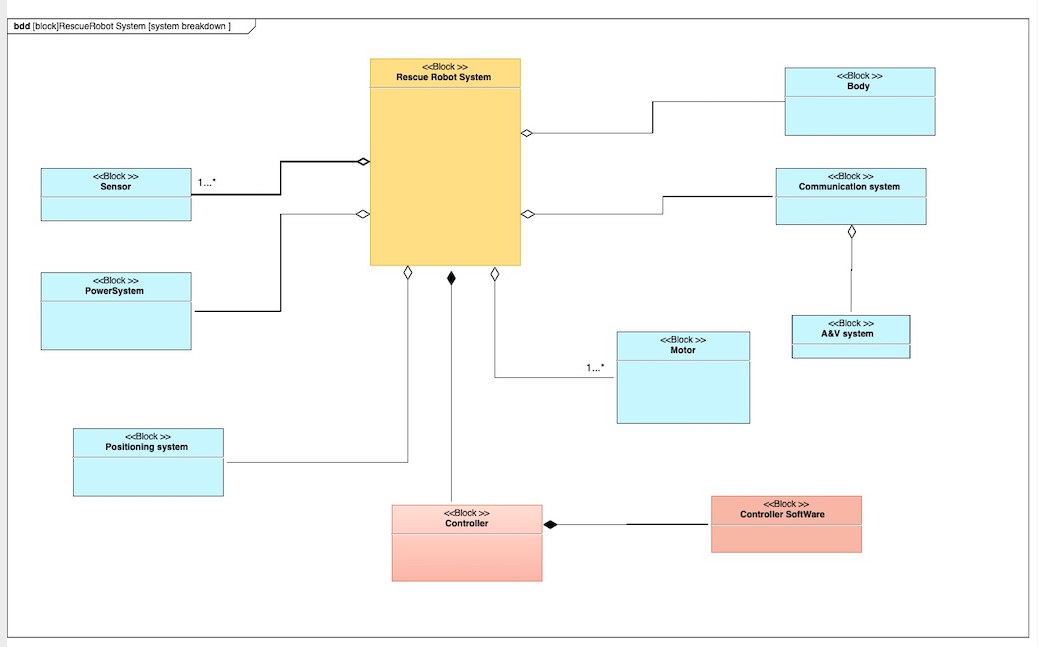 bdd [block]RescueRobot System [system breakdown ]
<<Block >>
Rescue Robot System
<<Block >>
Body
<<Block >>
Sensor
1...*
<<Block >>
Communication system
<<Block >>
PowerSystem
<<Block >>
A&V system
<<Block >>
Motor
1...*
<<Block >>
Positioning system
<<Block >>
Controller
<<Block >>
Controller SoftWare